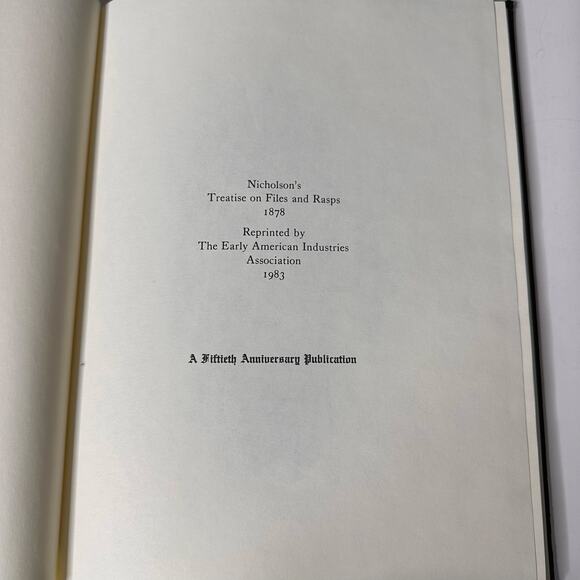 Nicholson's
Treatise on Files and Rasps
1878
Reprinted by
The Early American Industries
Association
1983
A Fiftieth Anniversary Publication